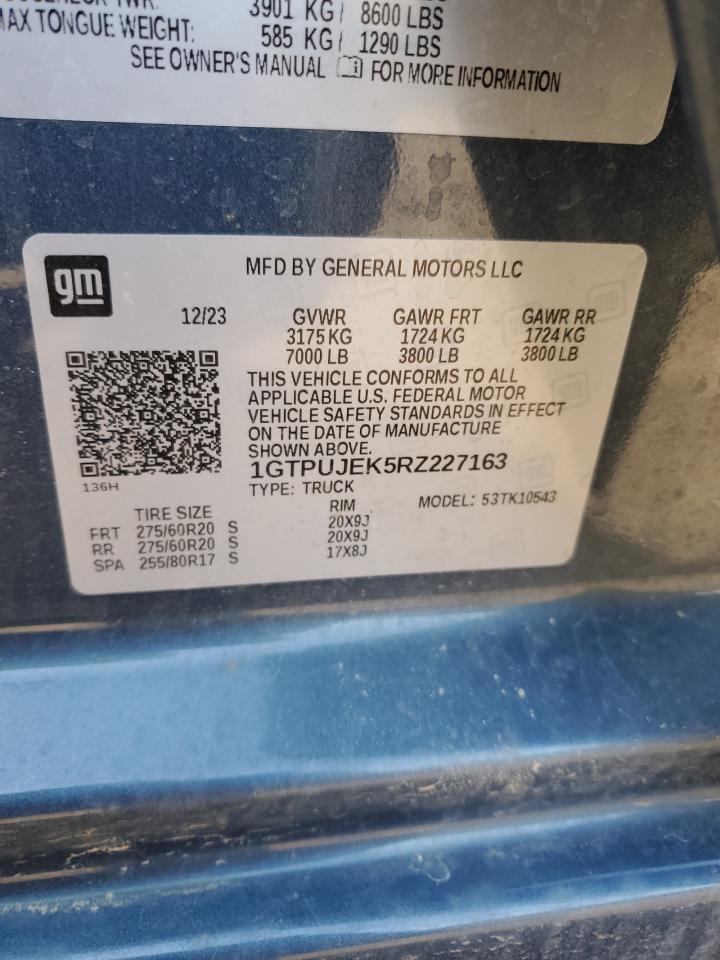 3901 KG/ 8600 LBS
MAX TONGUE WEIGHT: 585 KG/ 1290 LBS
SEE OWNER'S MANUAL FOR MORE INFORMATION
gm
MFD BY GENERAL MOTORS LLC
12/23 GVWR GAWR FRT GAWR RR
3175 KG 1724 KG 1724 KG
7000 LB 3800 LB 3800 LB
THIS VEHICLE CONFORMS TO ALL
APPLICABLE U.S. FEDERAL MOTOR
VEHICLE SAFETY STANDARDS IN EFFECT
ON THE DATE OF MANUFACTURE
SHOWN ABOVE.
1GTPUJEK5RZ227163
136H
TYPE: TRUCK MODEL: 53TK10543
TIRE SIZE RIM
FRT 275/60R20 S 20X9J
RR 275/60R20 S 20X9J
SPA 255/80R17 S 17X8J